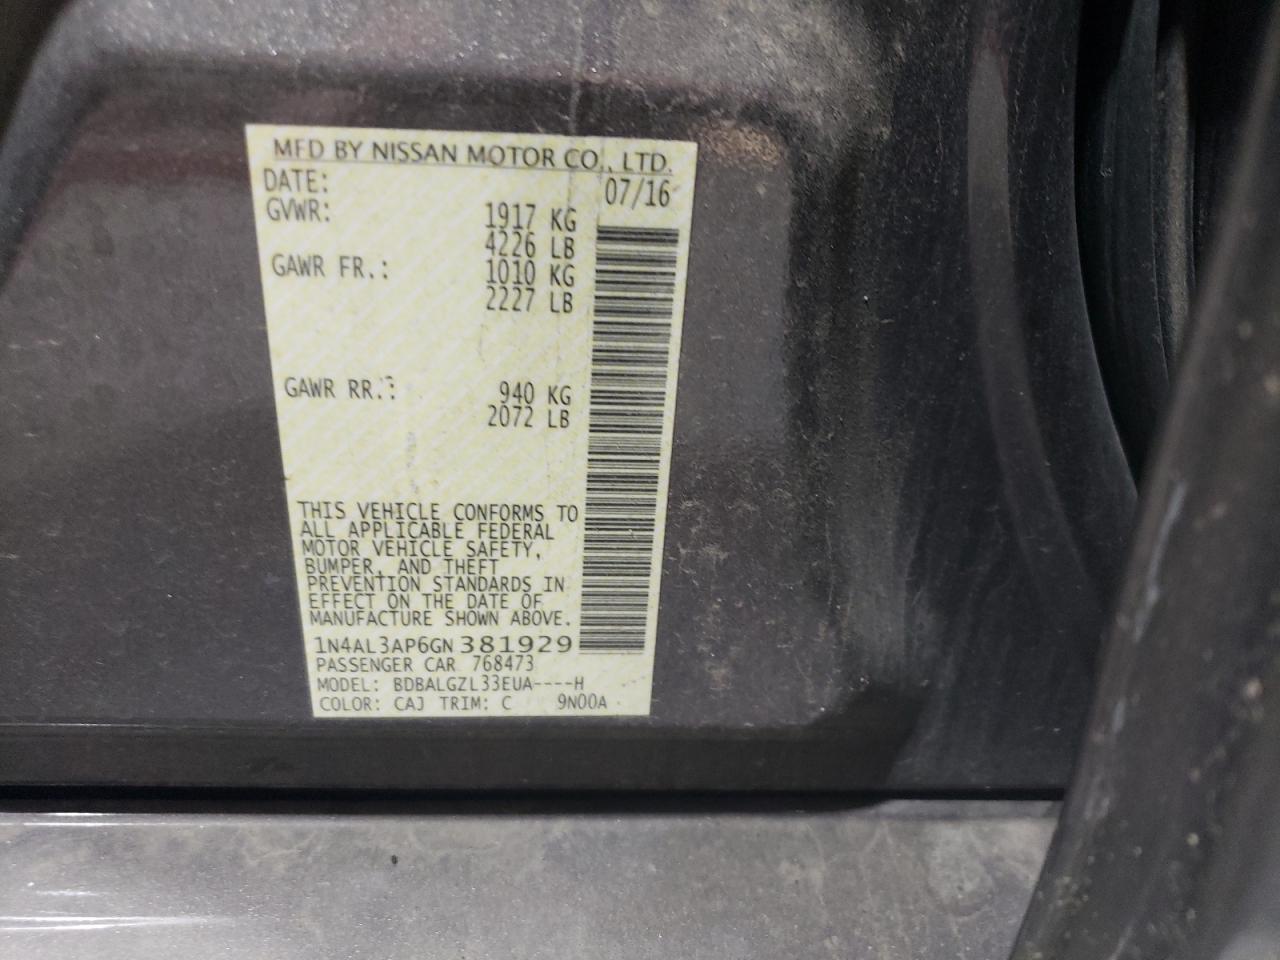 MFD BY NISSAN MOTOR CO., LTD.
DATE: 07/16
GVWR: 1917 KG
4226 LB
GAWR FR.: 1010 KG
2227 LB
GAWR RR.: 940 KG
2072 LB
THIS VEHICLE CONFORMS TO
ALL APPLICABLE FEDERAL
MOTOR VEHICLE SAFETY,
BUMPER, AND THEFT
PREVENTION STANDARDS IN
EFFECT ON THE DATE OF
MANUFACTURE SHOWN ABOVE.
1N4AL3AP6GN381929
PASSENGER CAR 768473
MODEL: BDBALGZL33EUA----H
COLOR: CAJ TRIM: C 9N00A